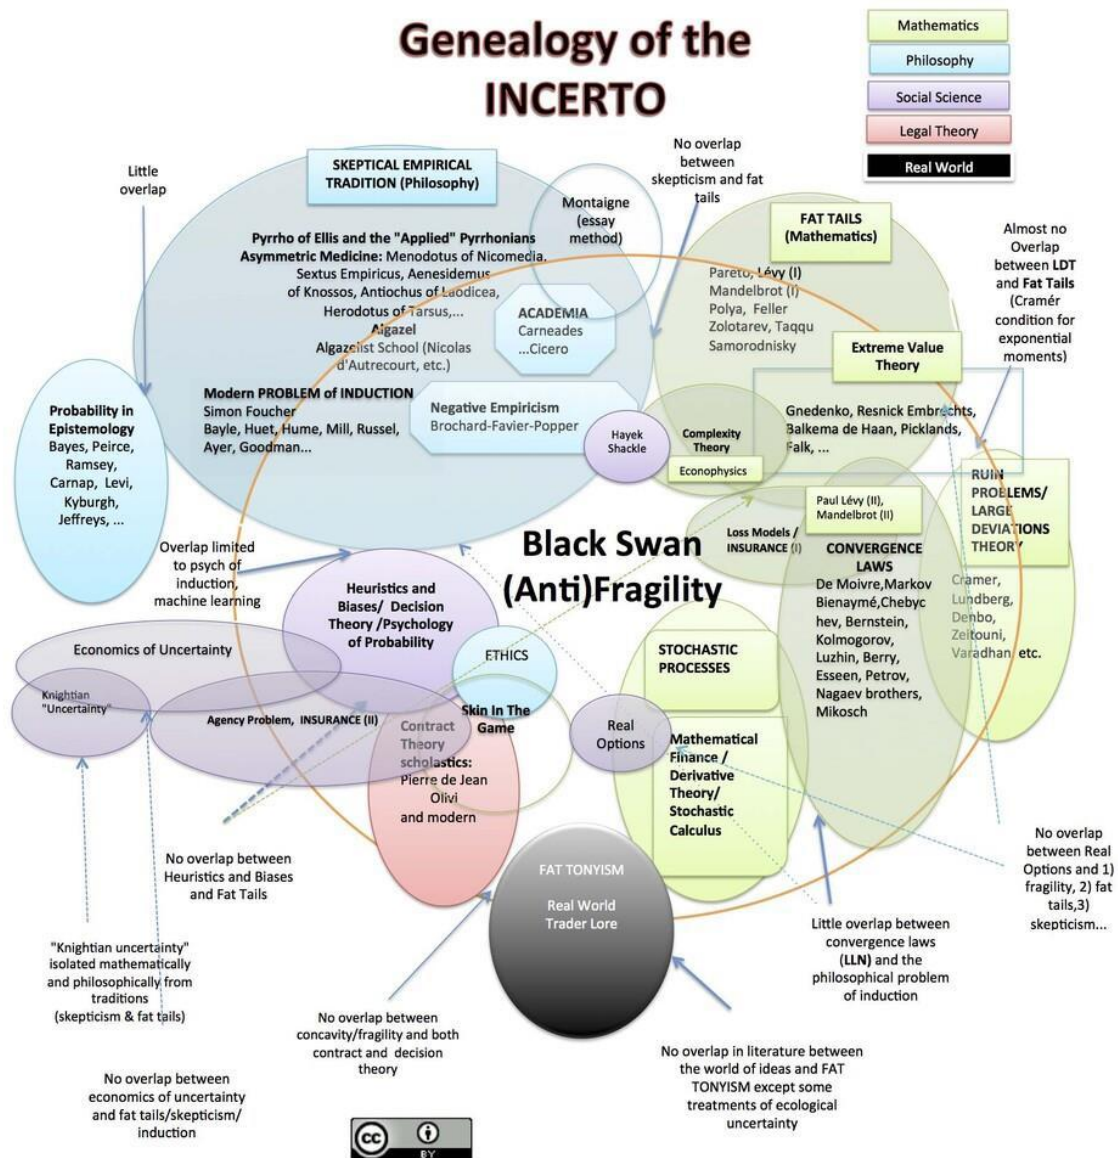 Genealogy of the
INCERTO
Mathematics
Philosophy
Social Science
Legal Theory
Real World
Little
overlap
SKEPTICAL EMPIRICAL
TRADITION (Philosophy)
No overlap
between
skepticism and fat
tails
Montaigne
(essay
method)
FAT TAILS
(Mathematics)
Almost no
Overlap
between LDT
and Fat Tails
(Cramér
condition for
exponential
moments)
Pyrrho of Ellis and the "Applied" Pyrrhonians
Asymmetric Medicine: Menodotus of Nicomedia.
Sextus Empiricus, Aenesidemus
of Knossos, Antiochus of Laodicea,
Herodotus of Tarsus,...
Algazel
Algazelist School (Nicolas
d'Autrecourt, etc.)
ACADEMIA
Carneades
...Cicero
Pareto, Lévy (I)
Mandelbrot (I)
Polya, Feller
Zolotarev, Taqqu
Samorodnisky
Extreme Value
Theory
Modern PROBLEM of INDUCTION
Simon Foucher
Bayle, Huet, Hume, Mill, Russel,
Ayer, Goodman...
Negative Empiricism
Brochard-Favier-Popper
Hayek
Shackle
Complexity
Theory
Econophysics
Gnedenko, Resnick Embrechts,
Balkema de Haan, Picklands,
Falk, ...
Probability in
Epistemology
Bayes, Peirce,
Ramsey,
Carnap, Levi,
Kyburgh,
Jeffreys, ...
Paul Lévy (II),
Mandelbrot (II)
RUIN
PROBLEMS/
LARGE
DEVIATIONS
THEORY
Cramer,
Lundberg,
Denbo,
Zeitouni,
Varadhan, etc.
Loss Models /
INSURANCE (I)
CONVERGENCE
LAWS
De Moivre,Markov
Bienaymé,Chebyc
hev, Bernstein,
Kolmogorov,
Luzhin, Berry,
Esseen, Petrov,
Nagaev brothers,
Mikosch
Black Swan
(Anti)Fragility
Overlap limited
to psych of
induction,
machine learning
Heuristics and
Biases/ Decision
Theory /Psychology
of Probability
Economics of Uncertainty
ETHICS
STOCHASTIC
PROCESSES
Knightian
"Uncertainty"
Agency Problem, INSURANCE (II)
Skin In The
Game
Contract
Theory
scholastics:
Pierre de Jean
Olivi
and modern
Real
Options
Mathematical
Finance /
Derivative
Theory/
Stochastic
Calculus
No overlap between
Heuristics and Biases
and Fat Tails
FAT TONYISM
Real World
Trader Lore
No overlap
between Real
Options and 1)
fragility, 2) fat
tails,3)
skepticism...
"Knightian uncertainty"
isolated mathematically
and philosophically from
traditions
(skepticism & fat tails)
Little overlap between
convergence laws
(LLN) and the
philosophical problem
of induction
No overlap between
concavity/fragility and both
contract and decision
theory
No overlap in literature between
the world of ideas and FAT
TONYISM except some
treatments of ecological
uncertainty
No overlap between
economics of uncertainty
and fat tails/skepticism/
induction
cc
BY